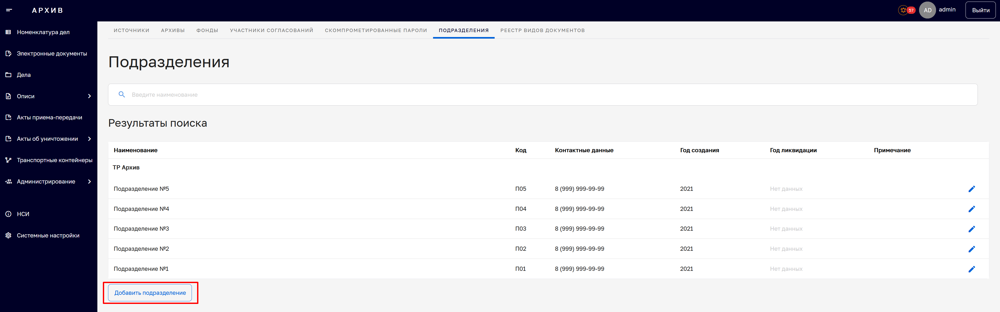 АРХИВ
57
AD
admin
Выйти
Номенклатура дел
Электронные документы
Дела
Описи
Акты приема-передачи
Акты об уничтожении
Транспортные контейнеры
Администрирование
НСИ
Системные настройки
ИСТОЧНИКИ АРХИВЫ ФОНДЫ УЧАСТНИКИ СОГЛАСОВАНИЙ СКОМПРОМЕТИРОВАННЫЕ ПАРОЛИ ПОДРАЗДЕЛЕНИЯ РЕЕСТР ВИДОВ ДОКУМЕНТОВ
Подразделения
Введите наименование
Результаты поиска
Наименование Код Контактные данные Год создания Год ликвидации Примечание
ТР Архив
Подразделение №5 П05 8 (999) 999-99-99 2021 Нет данных
Подразделение №4 П04 8 (999) 999-99-99 2021 Нет данных
Подразделение №3 П03 8 (999) 999-99-99 2021 Нет данных
Подразделение №2 П02 8 (999) 999-99-99 2021 Нет данных
Подразделение №1 П01 8 (999) 999-99-99 2021 Нет данных
Добавить подразделение